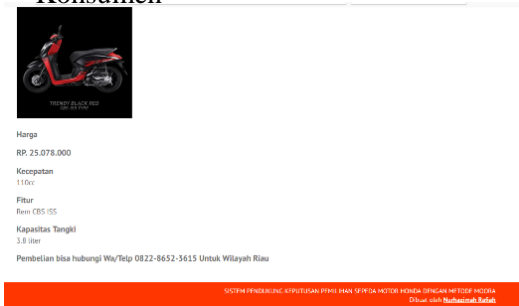 Konsumen
TRENDY BLACK RED
Harga
RP. 25.078.000
Kecepatan
110cc
Fitur
Rem CBS ISS
Kapasitas Tangki
3.8 liter
Pembelian bisa hubungi Wa/Telp 0822-8652-3615 Untuk Wilayah Riau
SISTEM PENDUKUNG KEPUTUSAN PEMILIHAN SEPEDA MOTOR HONDA DENGAN METODE MOORA
Dibuat oleh Nurhasanah Rafiah